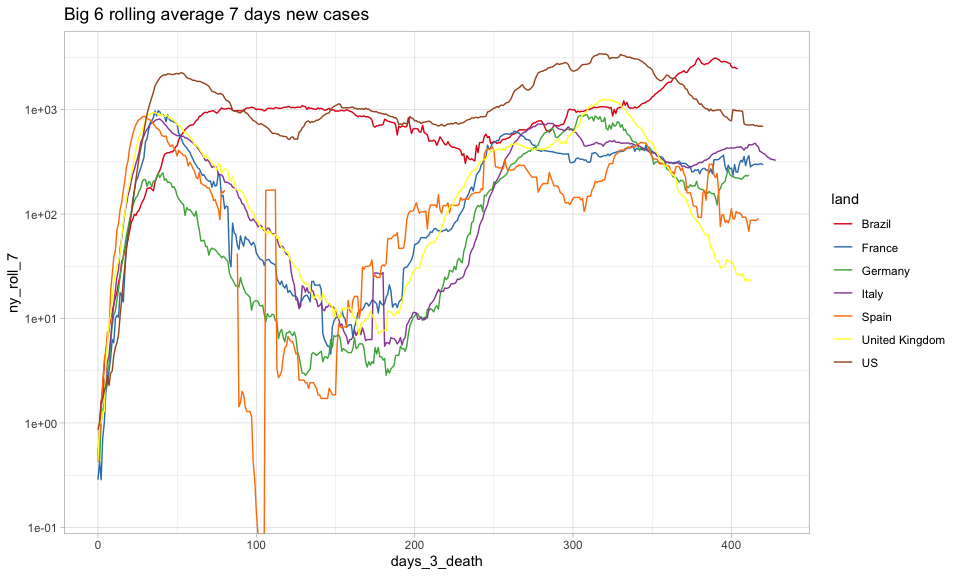 Big 6 rolling average 7 days new cases
ny_roll_7
1e+03
1e+02
1e+01
1e+00
1e-01
0 100 200 300 400
days_3_death
land
Brazil
France
Germany
Italy
Spain
United Kingdom
US